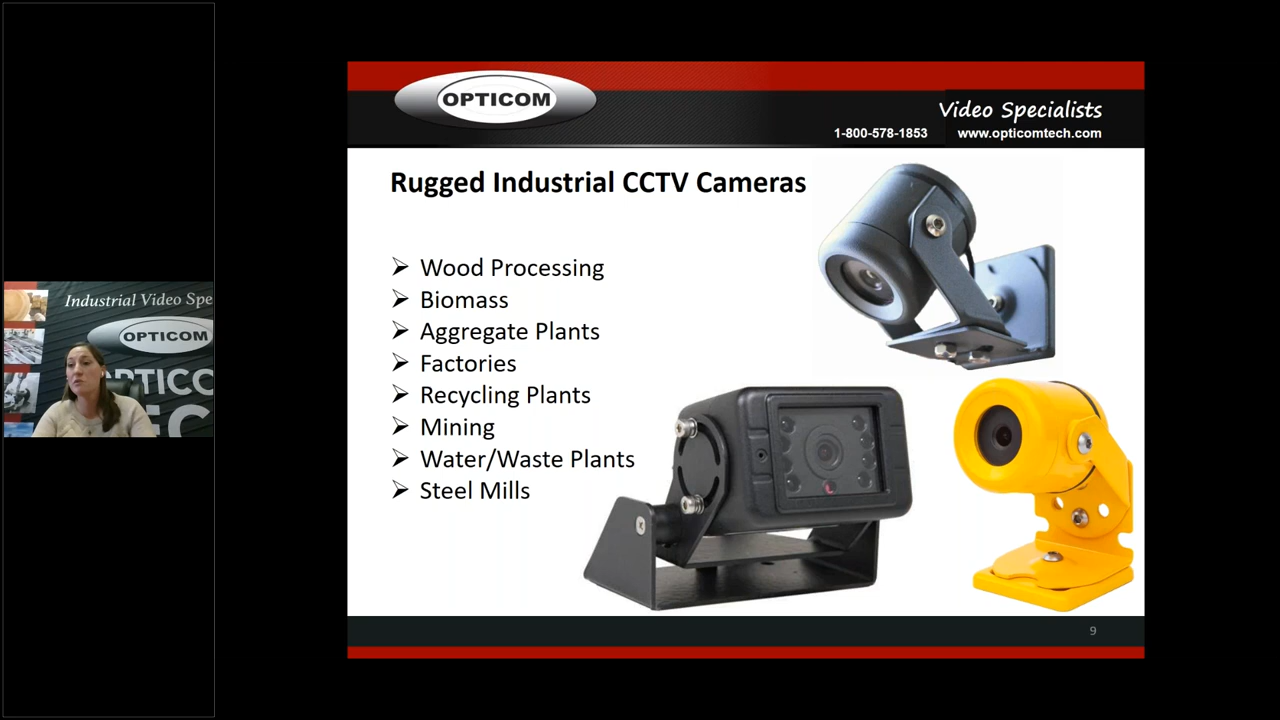 OPTICOM
Video Specialists
1-800-578-1853
www.opticomtech.com
Rugged Industrial CCTV Cameras
Wood Processing
Biomass
Aggregate Plants
Factories
Recycling Plants
Mining
Water/Waste Plants
Steel Mills
9
Industrial Video Spe
OPTICOM